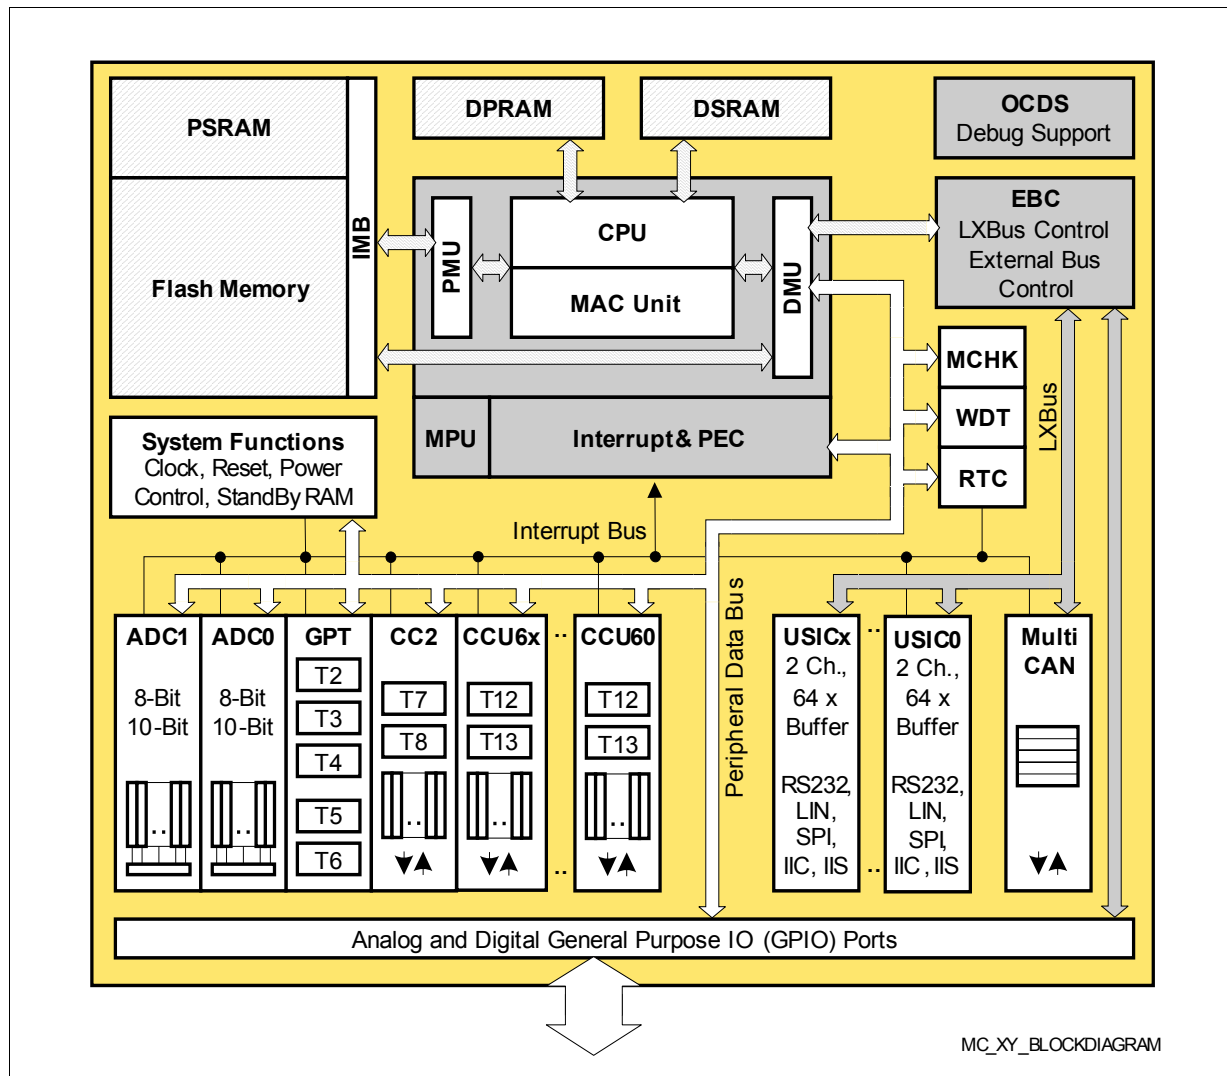 PSRAM
DPRAM
DSRAM
OCDS
Debug Support
Flash Memory
IMB
PMU
CPU
MAC Unit
DMU
EBC
LXBus Control
External Bus
Control
MPU
Interrupt & PEC
MCHK
WDT
RTC
LXBus
System Functions
Clock, Reset, Power
Control, StandBy RAM
Interrupt Bus
Peripheral Data Bus
ADC1
8-Bit
10-Bit
..
ADC0
8-Bit
10-Bit
..
GPT
T2
T3
T4
T5
T6
CC2
T7
T8
..
CCU6x
T12
T13
..
..
..
CCU60
T12
T13
..
USICx
2 Ch.,
64 x
Buffer
RS232,
LIN,
SPI,
IIC, IIS
..
..
USIC0
2 Ch.,
64 x
Buffer
RS232,
LIN,
SPI,
IIC, IIS
Multi
CAN
Analog and Digital General Purpose IO (GPIO) Ports
MC_XY_BLOCKDIAGRAM